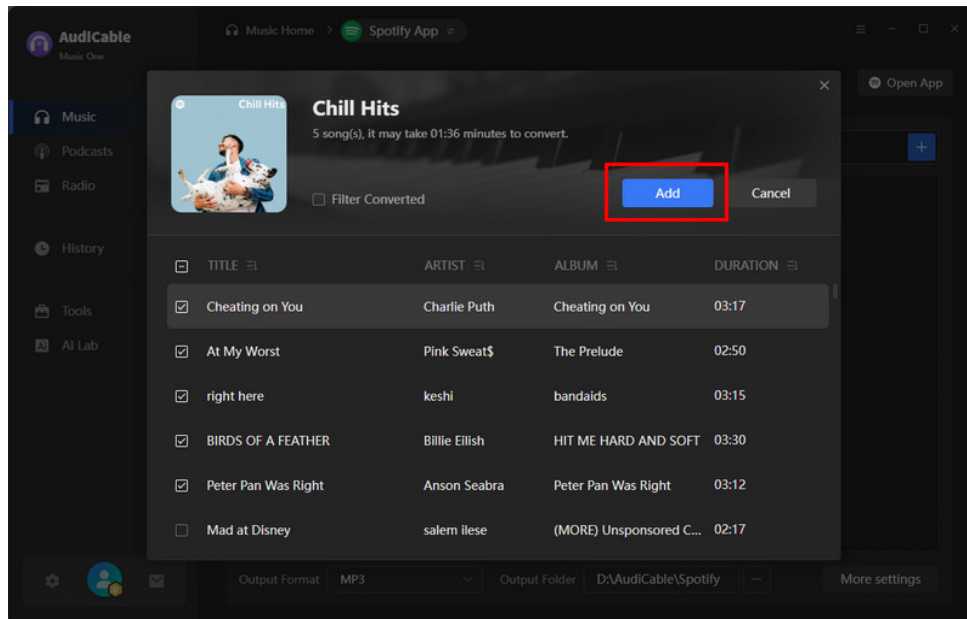 AudiCable
Music One
Music Home > Spotify App
Open App
Music
Podcasts
Radio
History
Tools
AI Lab
Chill Hits
Chill Hits
5 song(s), it may take 01:36 minutes to convert.
Filter Converted
Add
Cancel
TITLE ARTIST ALBUM DURATION
Cheating on You Charlie Puth Cheating on You 03:17
At My Worst Pink Sweat$ The Prelude 02:50
right here keshi bandaids 03:15
BIRDS OF A FEATHER Billie Eilish HIT ME HARD AND SOFT 03:30
Peter Pan Was Right Anson Seabra Peter Pan Was Right 03:12
Mad at Disney salem ilese (MORE) Unsponsored C... 02:17
Output Format MP3 Output Folder D:\AudiCable\Spotify ... More settings